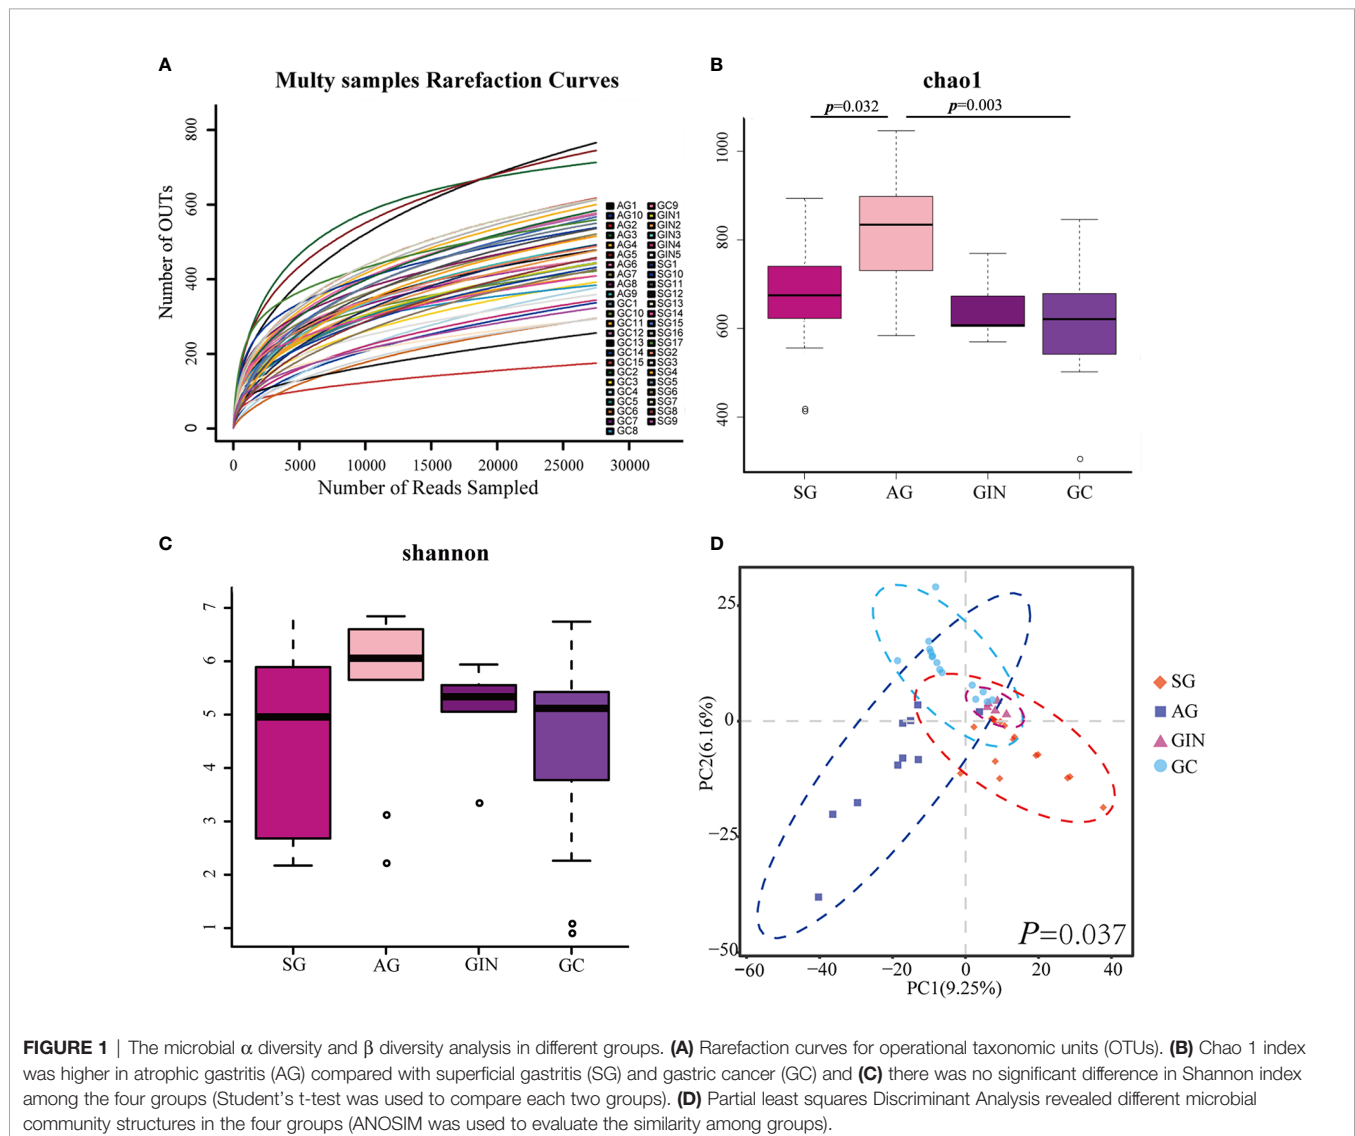 A
Multy samples Rarefaction Curves
Number of OUTs
800
600
400
200
0
0 5000 10000 15000 20000 25000 30000
Number of Reads Sampled
AG1 GC9
AG10 GIN1
AG2 GIN2
AG3 GIN3
AG4 GIN4
AG5 GIN5
AG6 SG1
AG7 SG10
AG8 SG11
AG9 SG12
GC1 SG13
GC10 SG14
GC11 SG15
GC12 SG16
GC13 SG17
GC14 SG2
GC15 SG3
GC2 SG4
GC3 SG5
GC4 SG6
GC5 SG7
GC6 SG8
GC7 SG9
GC8
B
chao1
p=0.032 p=0.003
1000
800
600
400
SG AG GIN GC
C
shannon
7
6
5
4
3
2
1
SG AG GIN GC
D
PC2(6.16%)
25
0
−25
−50
−60 −40 −20 0 20 40
PC1(9.25%)
P=0.037
SG
AG
GIN
GC
FIGURE 1 | The microbial α diversity and β diversity analysis in different groups. (A) Rarefaction curves for operational taxonomic units (OTUs). (B) Chao 1 index
was higher in atrophic gastritis (AG) compared with superficial gastritis (SG) and gastric cancer (GC) and (C) there was no significant difference in Shannon index
among the four groups (Student's t-test was used to compare each two groups). (D) Partial least squares Discriminant Analysis revealed different microbial
community structures in the four groups (ANOSIM was used to evaluate the similarity among groups).